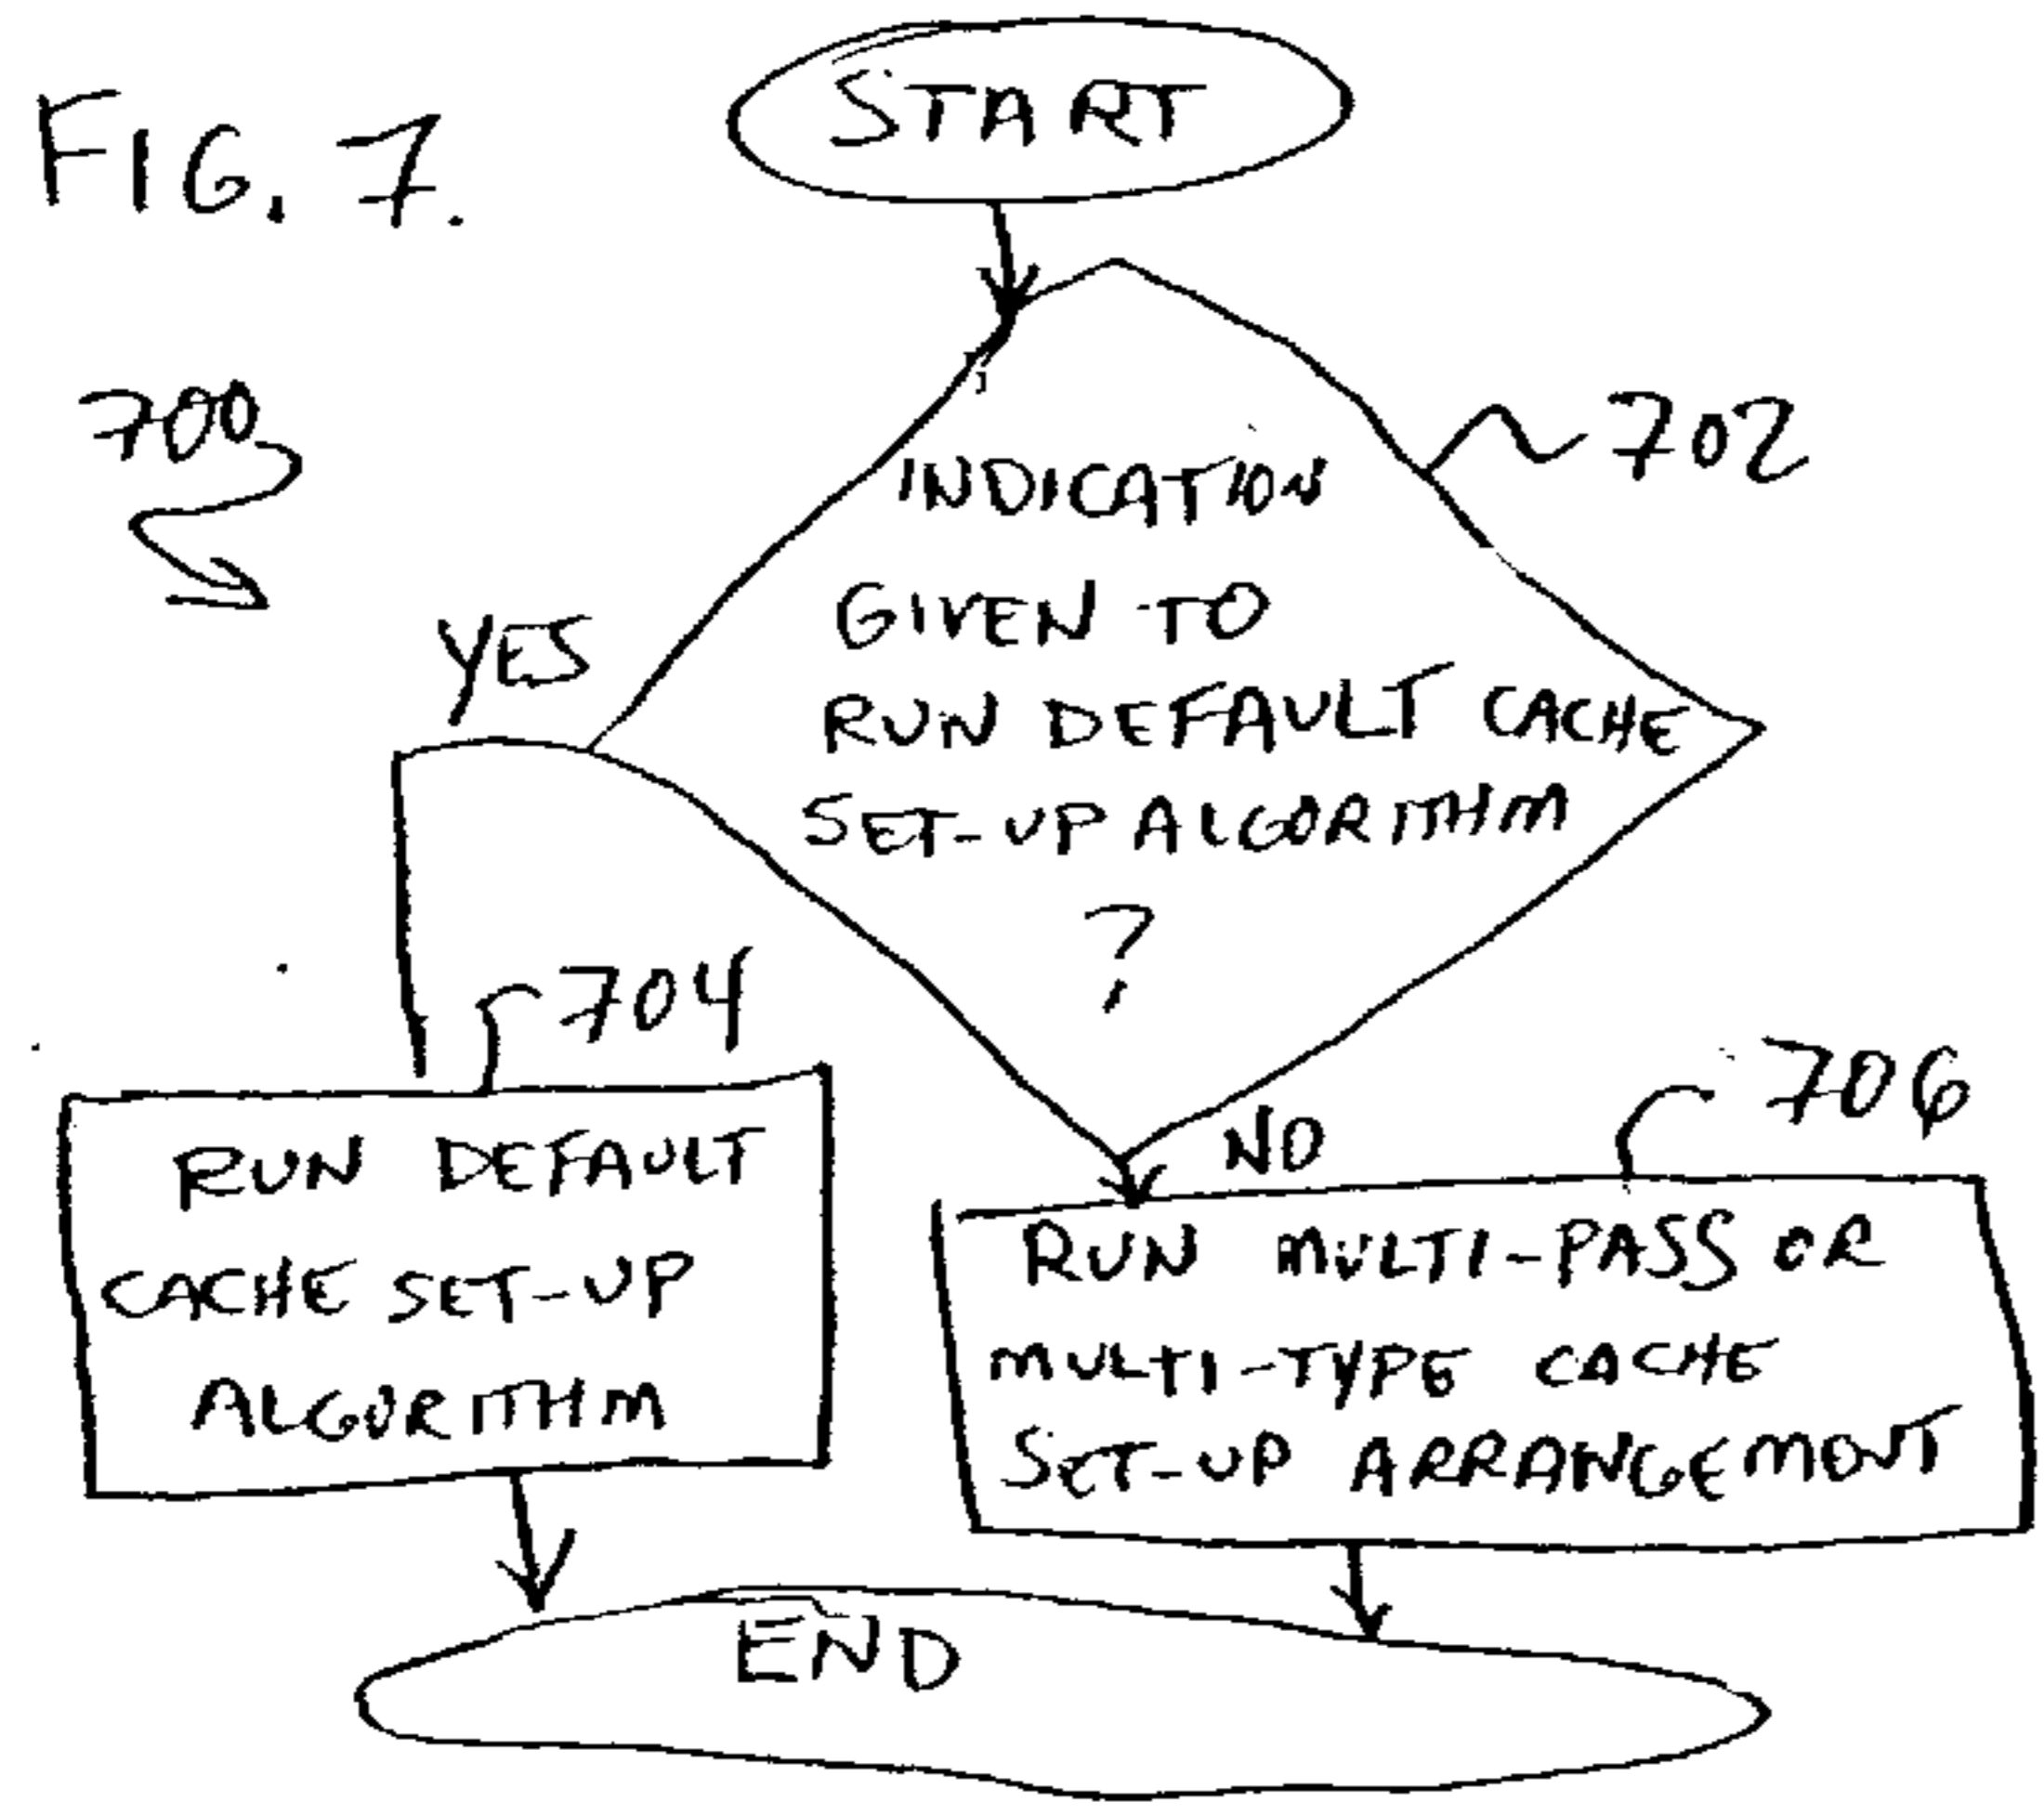 FIG. 7.
START
700
702
INDICATION
GIVEN TO
RUN DEFAULT CACHE
SET-UP ALGORITHM
?
YES
704
NO
706
RUN DEFAULT
CACHE SET-UP
ALGORITHM
RUN MULTI-PASS OR
MULTI-TYPE CACHE
SET-UP ARRANGEMENT
END